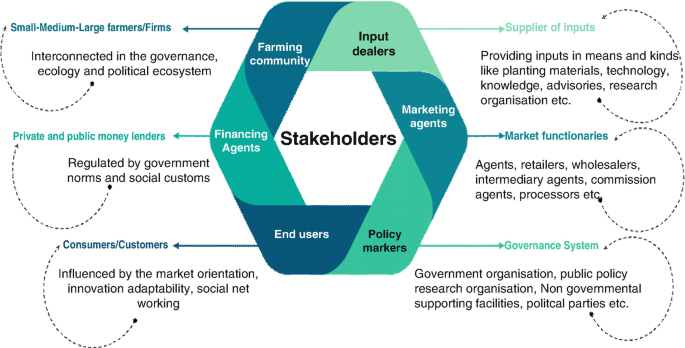 Small-Medium-Large farmers/Firms
Interconnected in the governance,
ecology and political ecosystem
Private and public money lenders
Regulated by government
norms and social customs
Consumers/Customers
Influenced by the market orientation,
innovation adaptability, social net
working
Farming
community
Input
dealers
Marketing
agents
Financing
Agents
Stakeholders
End users
Policy
markers
Supplier of inputs
Providing inputs in means and kinds
like planting materials, technology,
knowledge, advisories, research
organisation etc.
Market functionaries
Agents, retailers, wholesalers,
intermediary agents, commission
agents, processors etc.
Governance System
Government organisation, public policy
research organisation, Non governmental
supporting facilities, politcal parties etc.